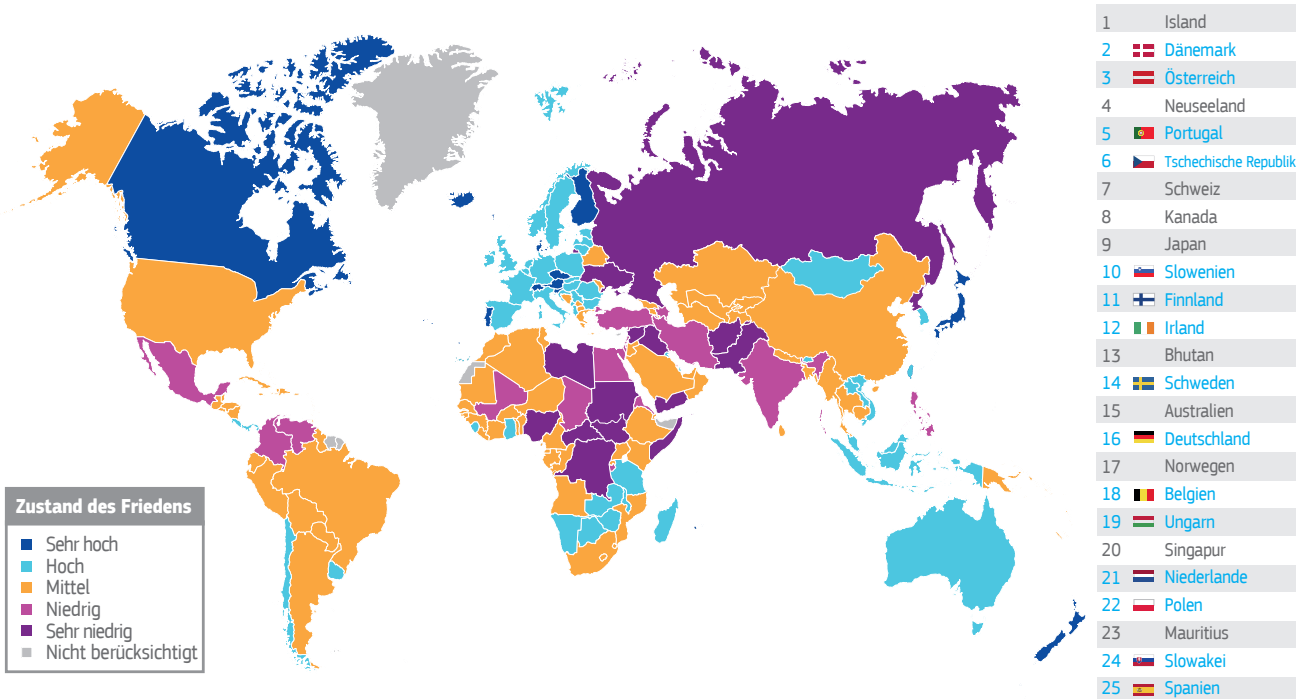 1 Island
2 Dänemark
3 Österreich
4 Neuseeland
5 Portugal
6 Tschechische Republik
7 Schweiz
8 Kanada
9 Japan
10 Slowenien
11 Finnland
12 Irland
13 Bhutan
14 Schweden
15 Australien
16 Deutschland
17 Norwegen
18 Belgien
19 Ungarn
20 Singapur
21 Niederlande
22 Polen
23 Mauritius
24 Slowakei
25 Spanien
Zustand des Friedens
Sehr hoch
Hoch
Mittel
Niedrig
Sehr niedrig
Nicht berücksichtigt